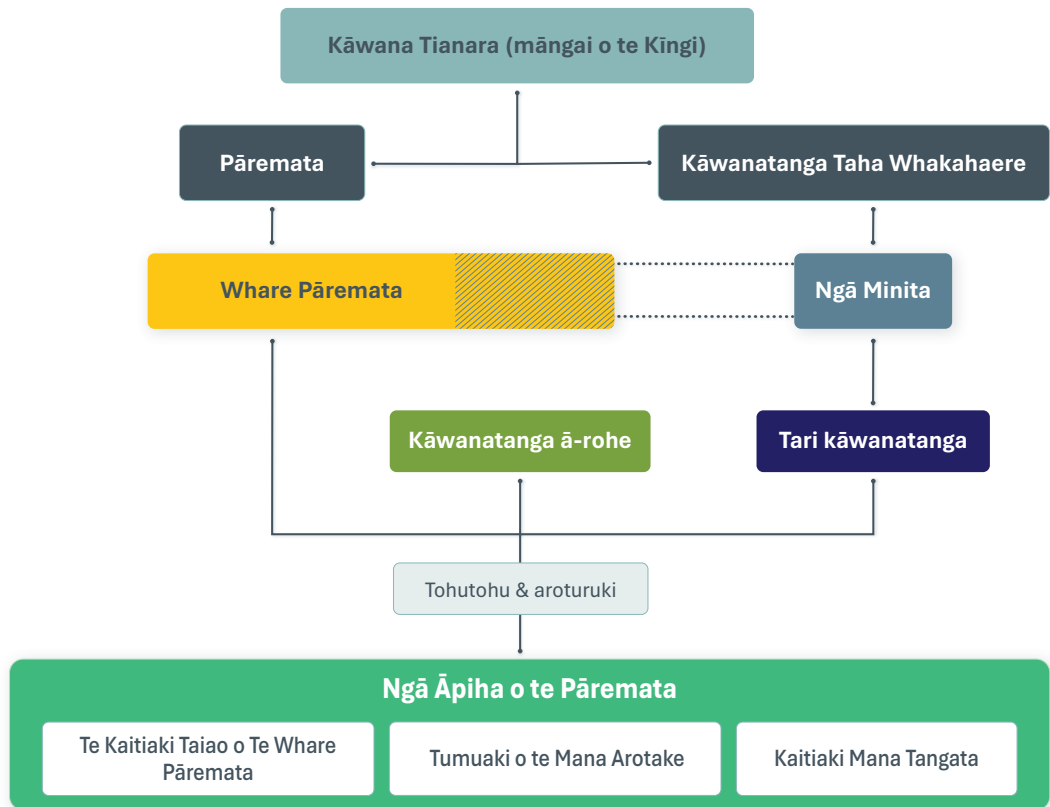 Kāwana Tianara (māngai o te Kīngi)
Pāremata
Kāwanatanga Taha Whakahaere
Whare Pāremata
Ngā Minita
Kāwanatanga ā-rohe
Tari kāwanatanga
Tohutohu & aroturuki
Ngā Āpiha o te Pāremata
Te Kaitiaki Taiao o Te Whare
Pāremata
Tumuaki o te Mana Arotake
Kaitiaki Mana Tangata